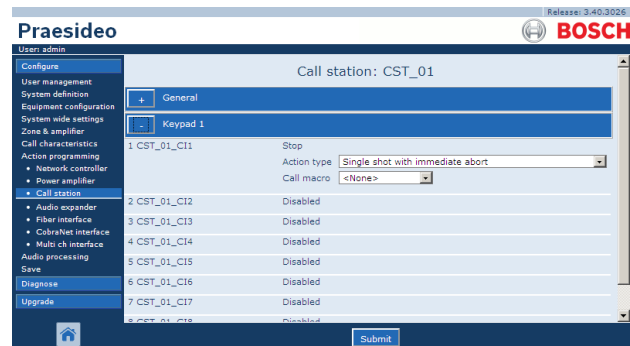 Release: 3.40.3026
Praesideo
BOSCH
User: admin
Configure
User management
System definition
Equipment configuration
System wide settings
Zone & amplifier
Call characteristics
Action programming
• Network controller
• Power amplifier
• Call station
• Audio expander
• Fiber interface
• CobraNet interface
• Multi ch interface
Audio processing
Save
Diagnose
Upgrade
Call station: CST_01
+ General
- Keypad 1
1 CST_01_CI1 Stop
Action type Single shot with immediate abort
Call macro <None>
2 CST_01_CI2 Disabled
3 CST_01_CI3 Disabled
4 CST_01_CI4 Disabled
5 CST_01_CI5 Disabled
6 CST_01_CI6 Disabled
7 CST_01_CI7 Disabled
8 CST_01_CI8 Disabled
Submit